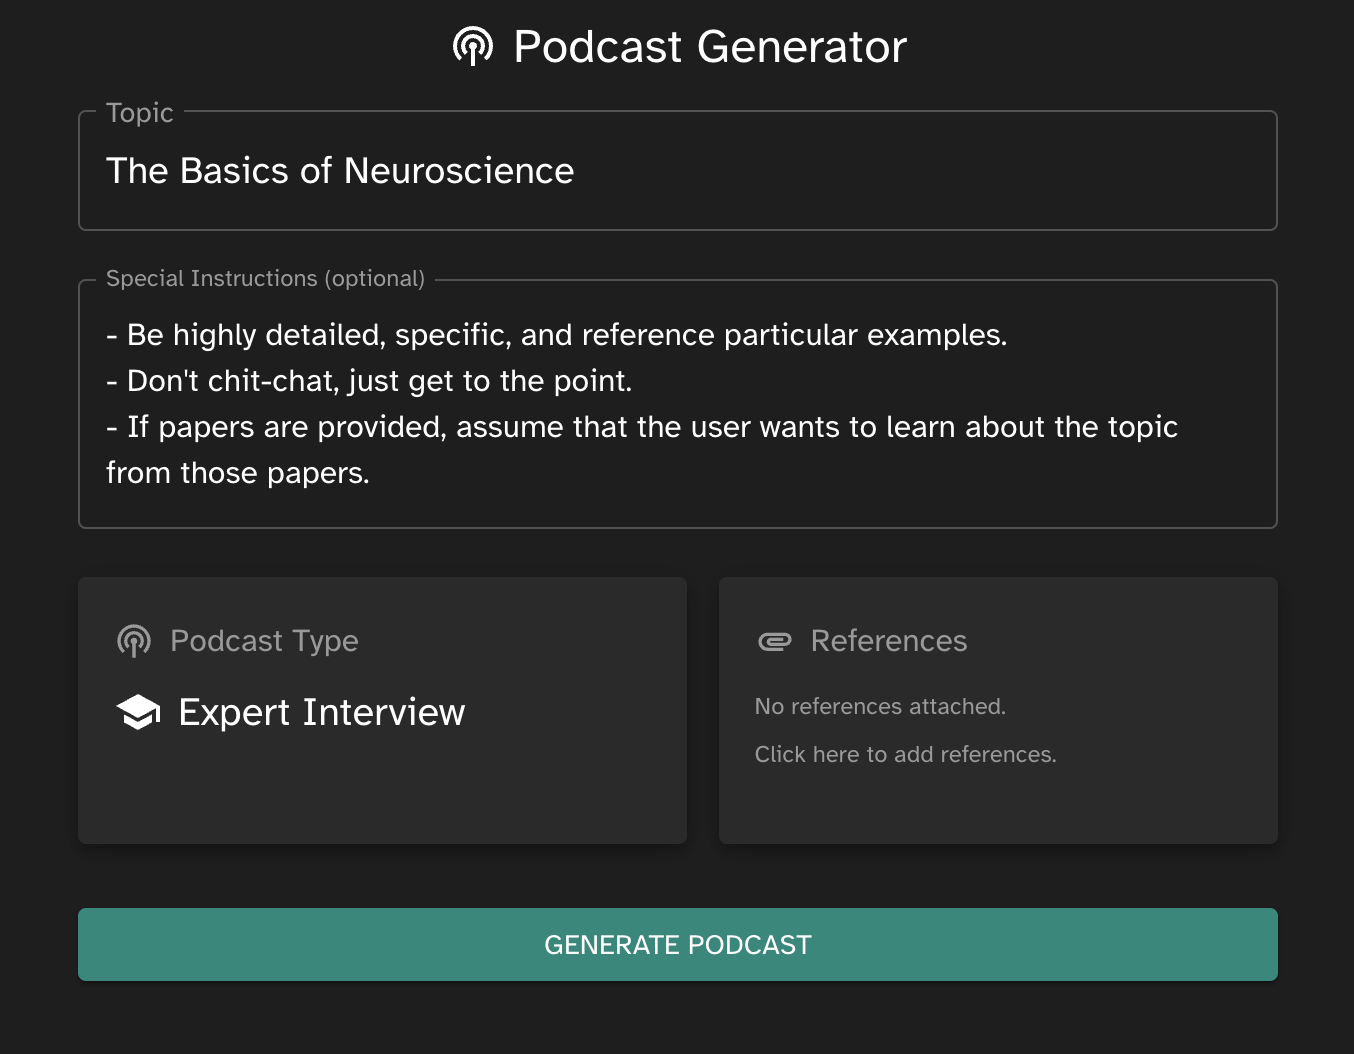 Podcast Generator
Topic
The Basics of Neuroscience
Special Instructions (optional)
- Be highly detailed, specific, and reference particular examples.
- Don't chit-chat, just get to the point.
- If papers are provided, assume that the user wants to learn about the topic
from those papers.
Podcast Type
Expert Interview
References
No references attached.
Click here to add references.
GENERATE PODCAST